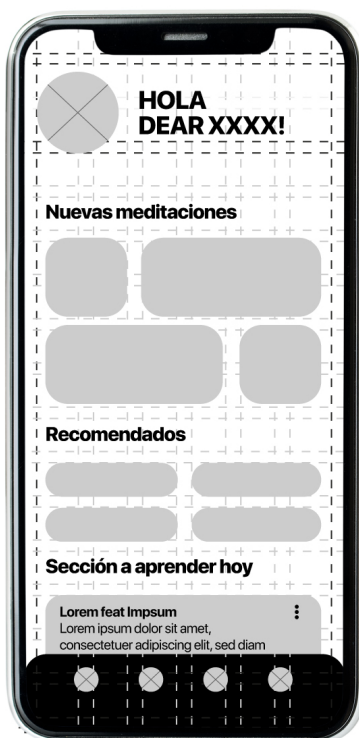 HOLA
DEAR XXXX!
Nuevas meditaciones
Recomendados
Sección a aprender hoy
Lorem feat Impsum
Lorem ipsum dolor sit amet,
consectetuer adipiscing elit, sed diam